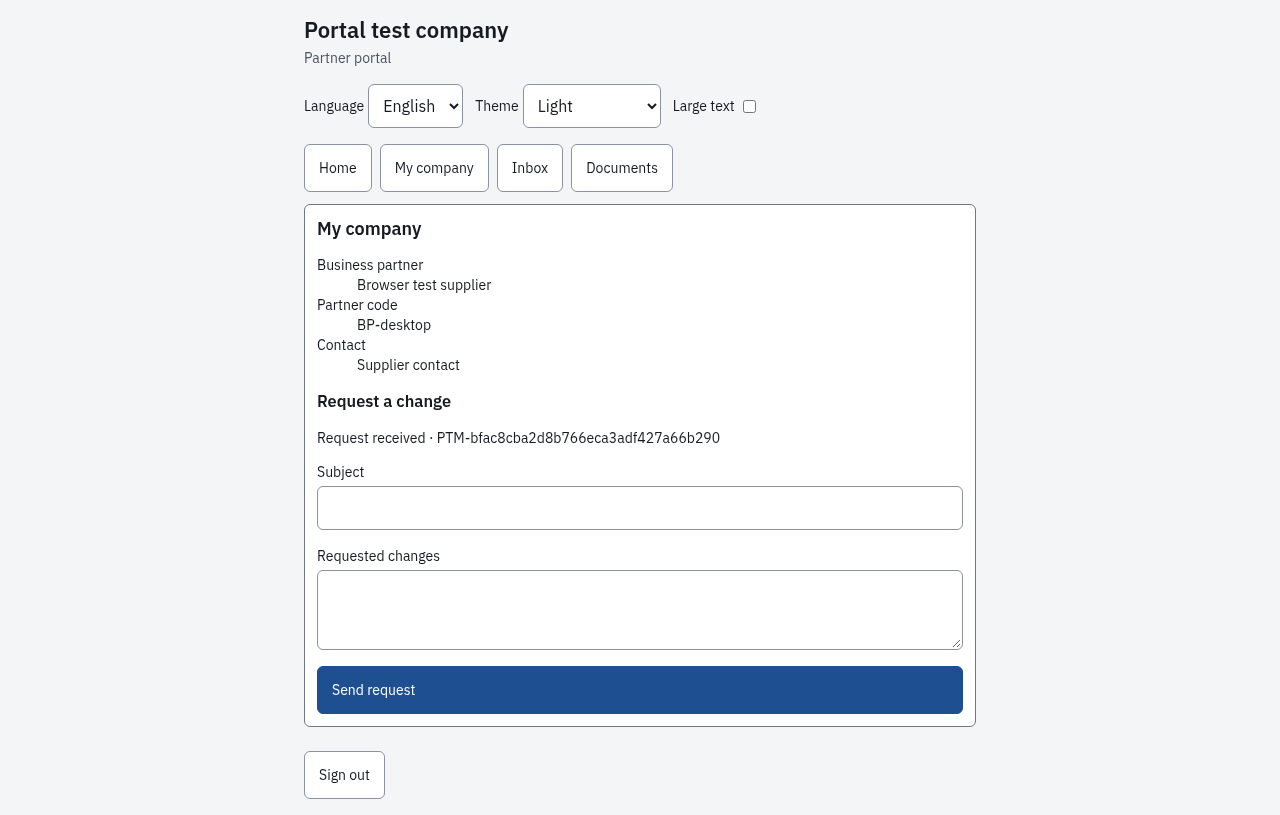 Portal test company
Partner portal
Language English Theme Light Large text
Home My company Inbox Documents
My company
Business partner
Browser test supplier
Partner code
BP-desktop
Contact
Supplier contact
Request a change
Request received · PTM-bfac8cba2d8b766eca3adf427a66b290
Subject
Requested changes
Send request
Sign out